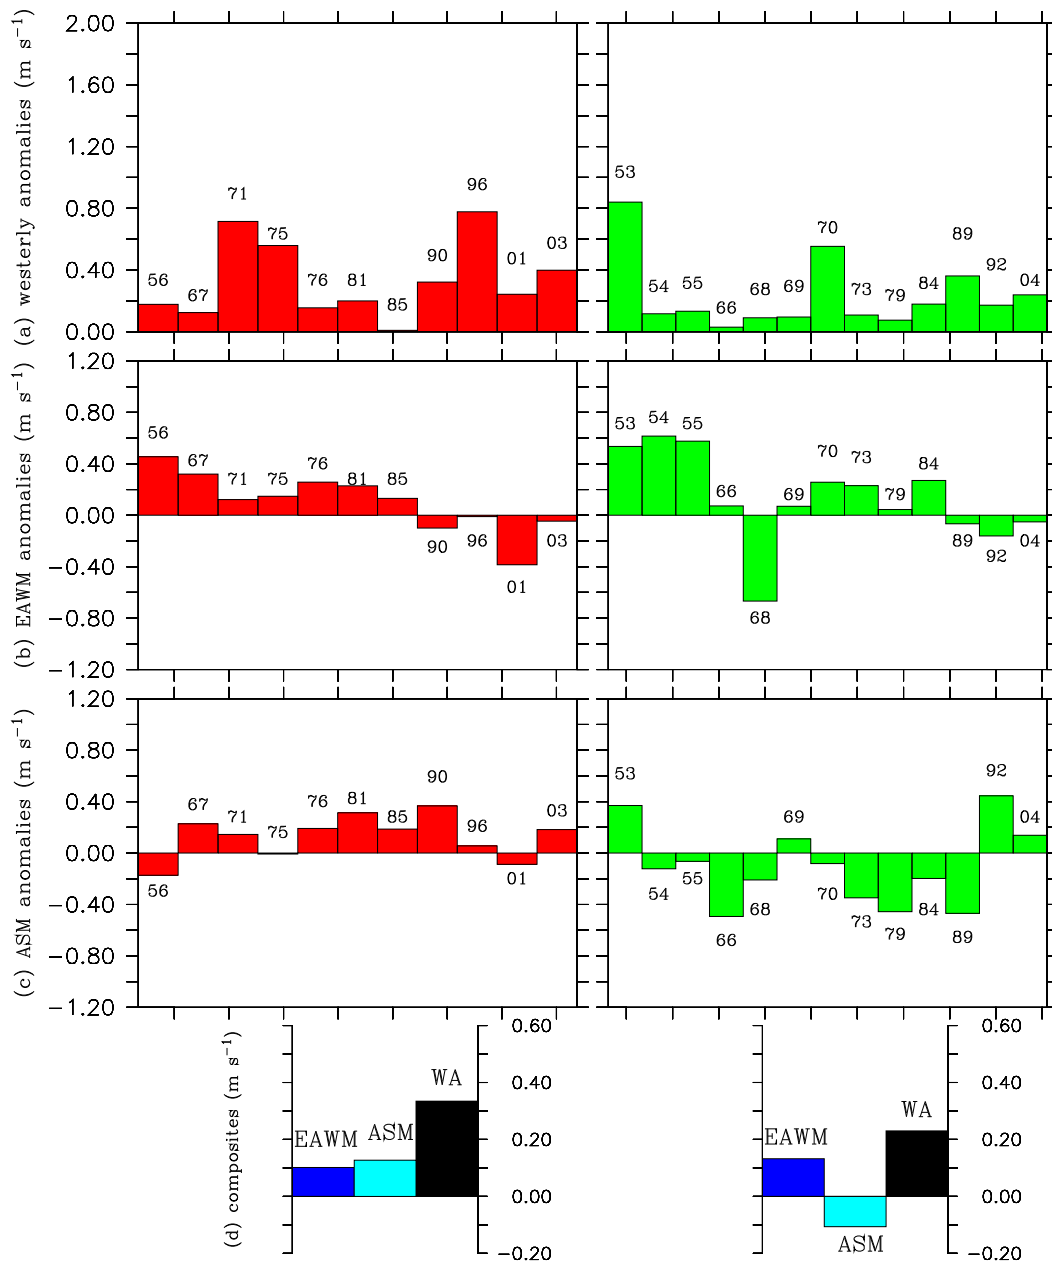 (a) westerly anomalies (m s⁻¹)
2.00
1.60
1.20
0.80
0.40
0.00
56 67 71 75 76 81 85 90 96 01 03
53 54 55 66 68 69 70 73 79 84 89 92 04
(b) EAWM anomalies (m s⁻¹)
1.20
0.80
0.40
0.00
−0.40
−0.80
−1.20
56 67 71 75 76 81 85 90 96 01 03
53 54 55 66 68 69 70 73 79 84 89 92 04
(c) ASM anomalies (m s⁻¹)
1.20
0.80
0.40
0.00
−0.40
−0.80
−1.20
56 67 71 75 76 81 85 90 96 01 03
53 54 55 66 68 69 70 73 79 84 89 92 04
(d) composites (m s⁻¹)
EAWM ASM WA
0.60
0.40
0.20
0.00
−0.20
EAWM ASM WA
0.60
0.40
0.20
0.00
−0.20